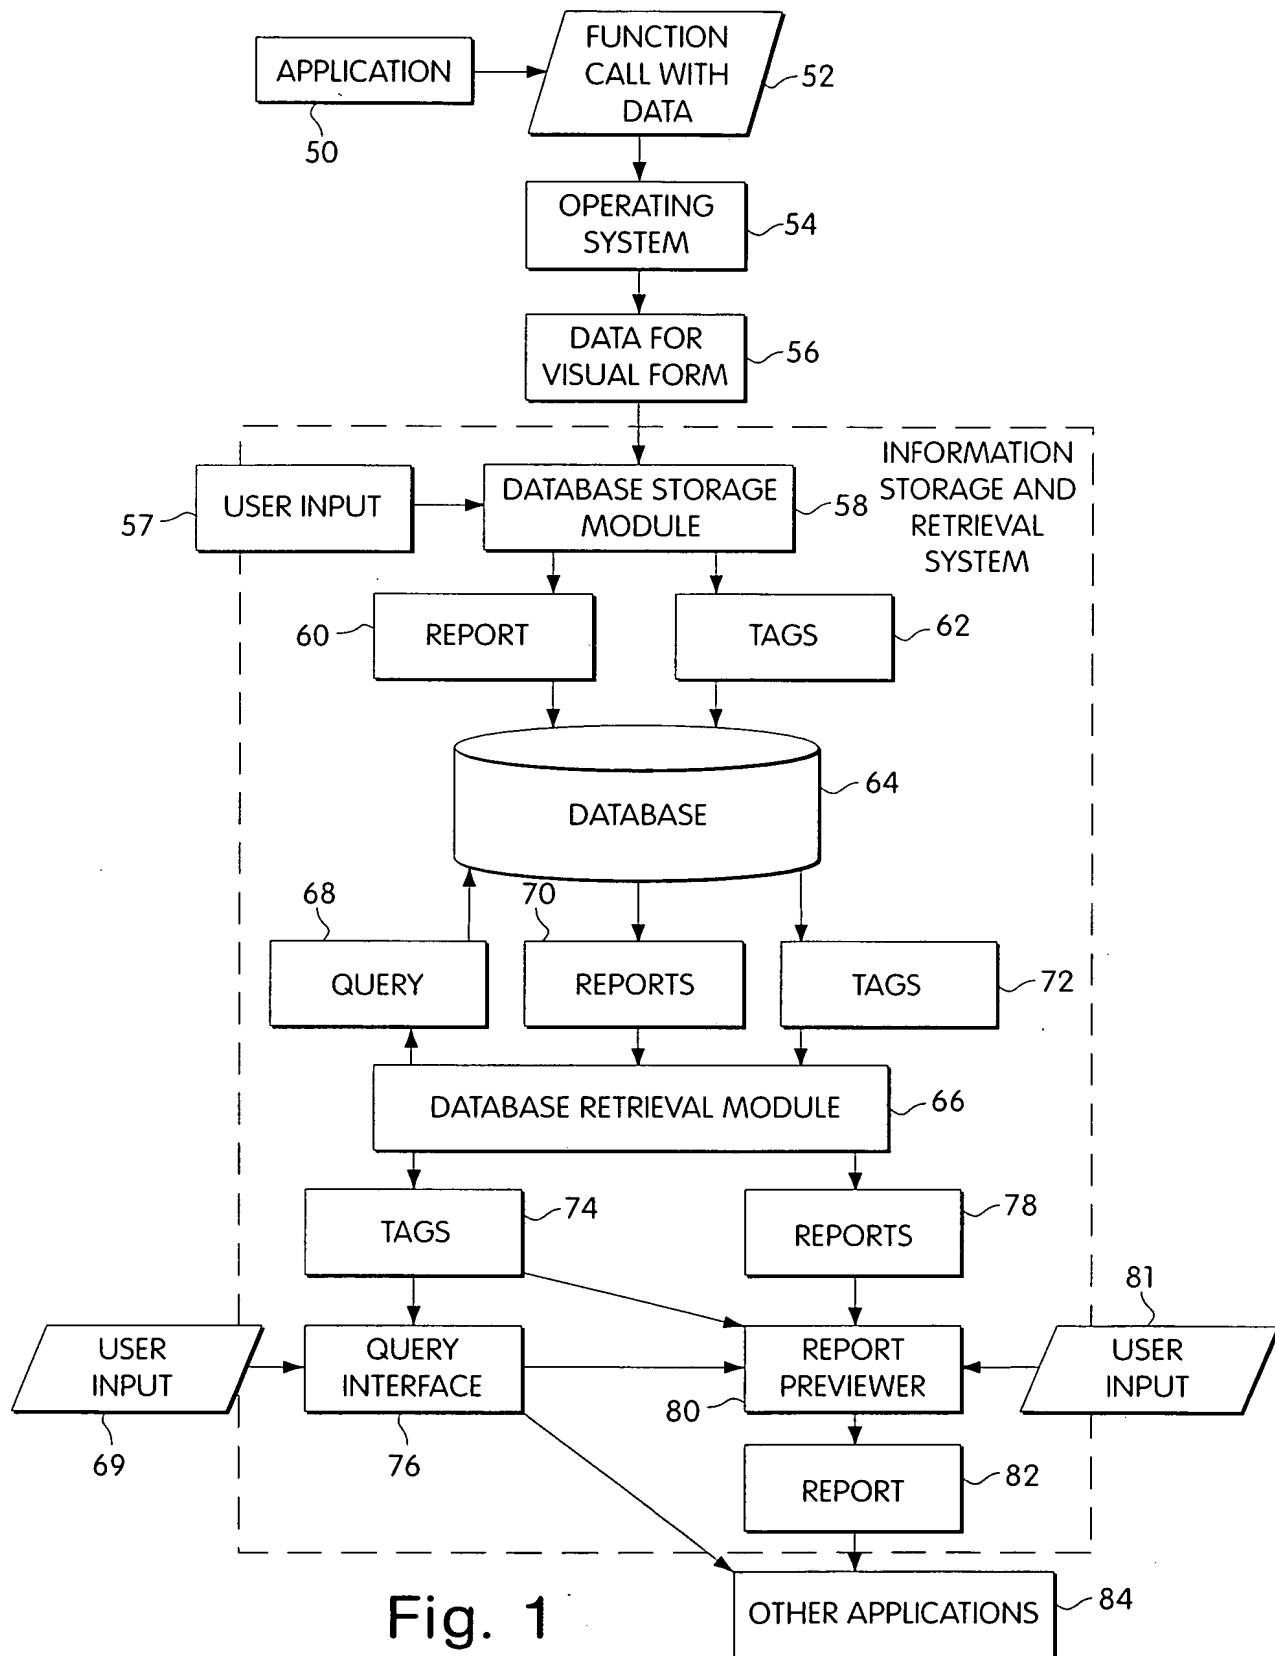 APPLICATION
50
FUNCTION
CALL WITH
DATA
52
OPERATING
SYSTEM
54
DATA FOR
VISUAL FORM
56
INFORMATION
STORAGE AND
RETRIEVAL
SYSTEM
USER INPUT
57
DATABASE STORAGE
MODULE
58
60
REPORT
TAGS
62
DATABASE
64
68
QUERY
70
REPORTS
TAGS
72
DATABASE RETRIEVAL MODULE
66
TAGS
74
REPORTS
78
USER
INPUT
69
QUERY
INTERFACE
76
REPORT
PREVIEWER
80
81
USER
INPUT
REPORT
82
OTHER APPLICATIONS
84
Fig. 1